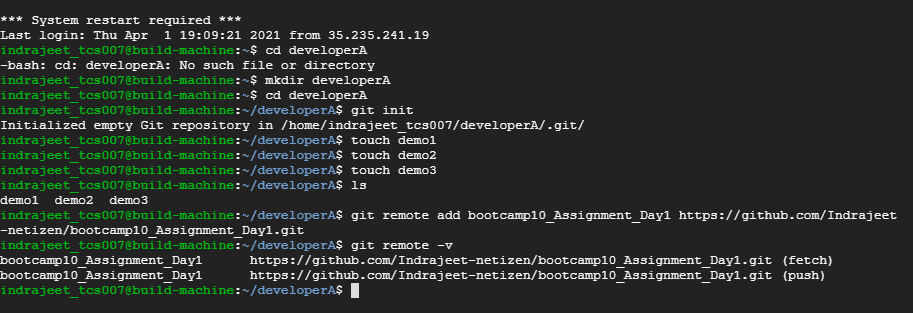 *** System restart required ***
Last login: Thu Apr  1 19:09:21 2021 from 35.235.241.19
indrajeet_tcs007@build-machine:~$ cd developerA
-bash: cd: developerA: No such file or directory
indrajeet_tcs007@build-machine:~$ mkdir developerA
indrajeet_tcs007@build-machine:~$ cd developerA
indrajeet_tcs007@build-machine:~/developerA$ git init
Initialized empty Git repository in /home/indrajeet_tcs007/developerA/.git/
indrajeet_tcs007@build-machine:~/developerA$ touch demo1
indrajeet_tcs007@build-machine:~/developerA$ touch demo2
indrajeet_tcs007@build-machine:~/developerA$ touch demo3
indrajeet_tcs007@build-machine:~/developerA$ ls
demo1  demo2  demo3
indrajeet_tcs007@build-machine:~/developerA$ git remote add bootcamp10_Assignment_Day1 https://github.com/Indrajeet
-netizen/bootcamp10_Assignment_Day1.git
indrajeet_tcs007@build-machine:~/developerA$ git remote -v
bootcamp10_Assignment_Day1      https://github.com/Indrajeet-netizen/bootcamp10_Assignment_Day1.git (fetch)
bootcamp10_Assignment_Day1      https://github.com/Indrajeet-netizen/bootcamp10_Assignment_Day1.git (push)
indrajeet_tcs007@build-machine:~/developerA$